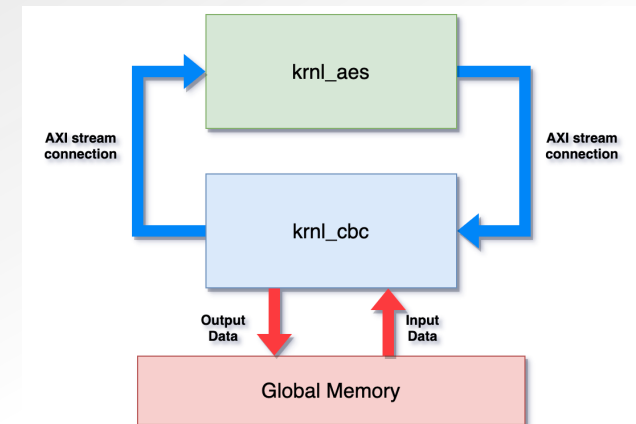 krnl_aes
AXI stream
connection
AXI stream
connection
krnl_cbc
Output
Data
Input
Data
Global Memory